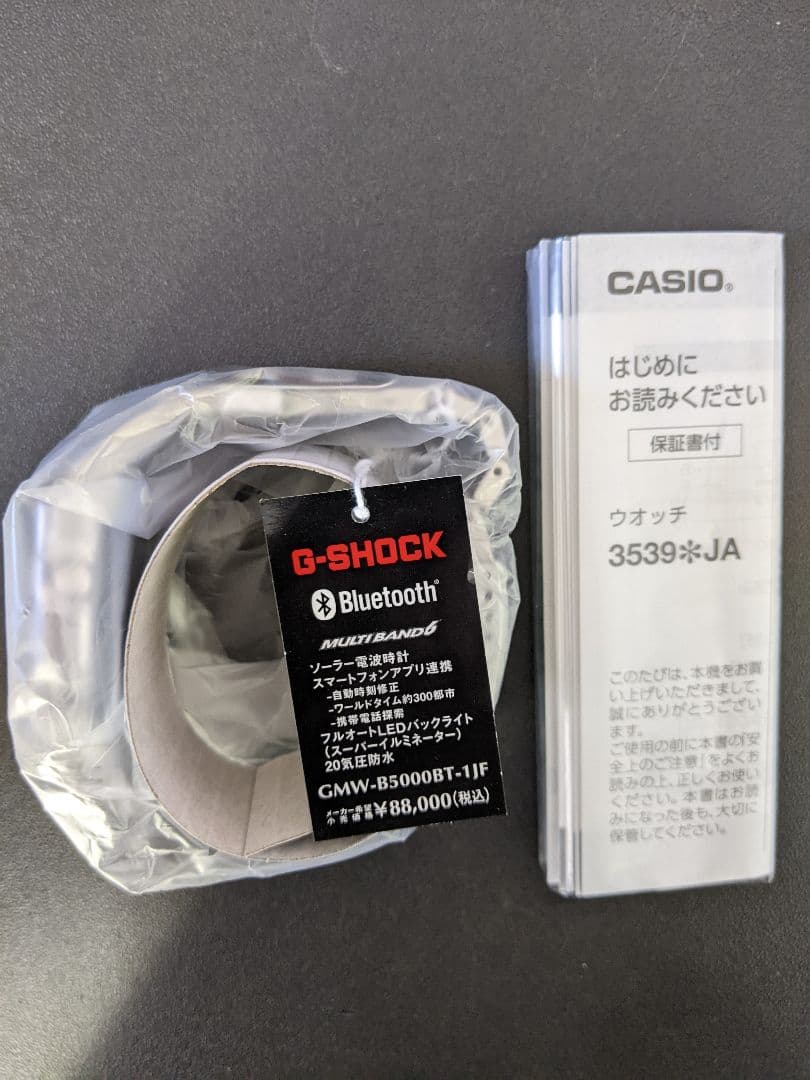 G-SHOCK
Bluetooth®
MULTIBAND6
ソーラー電波時計
スマートフォンアプリ連携
-自動時刻修正
-ワールドタイム約300都市
-携帯電話探索
フルオートLEDバックライト
(スーパーイルミネーター)
20気圧防水
GMW-B5000BT-1JF
メーカー希望小売価格 ¥88,000(税込)
CASIO®
はじめに
お読みください
保証書付
ウオッチ
3539✻JA
このたびは、本機をお買
い上げいただきまして、
誠にありがとうござい
ます。
ご使用の前に本書の「安
全上のご注意」をよくお
読みの上、正しくお使い
ください。本書はお読
みになった後も、大切に
保管してください。